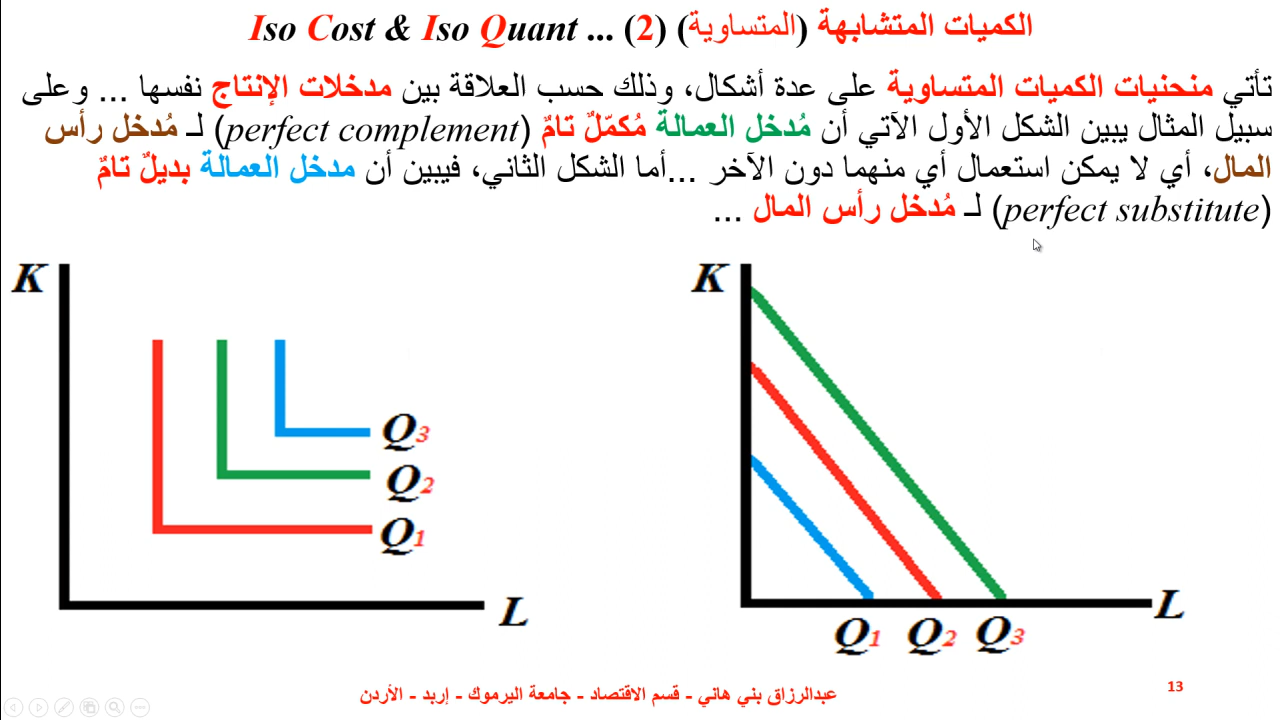 الكميات المتشابهة (المتساوية) (2) ... Iso Cost & Iso Quant
تأتي منحنيات الكميات المتساوية على عدة أشكال، وذلك حسب العلاقة بين مدخلات الإنتاج نفسها ... وعلى
سبيل المثال يبين الشكل الأول الآتي أن مُدخل العمالة مُكمّلٌ تامٌ (perfect complement) لـ مُدخل رأس
المال، أي لا يمكن استعمال أي منهما دون الآخر ...أما الشكل الثاني، فيبين أن مدخل العمالة بديلٌ تامٌ
(perfect substitute) لـ مُدخل رأس المال ...
K
Q3
Q2
Q1
L
K
L
Q1 Q2 Q3
عبدالرزاق بني هاني - قسم الاقتصاد - جامعة اليرموك - إربد - الأردن
13